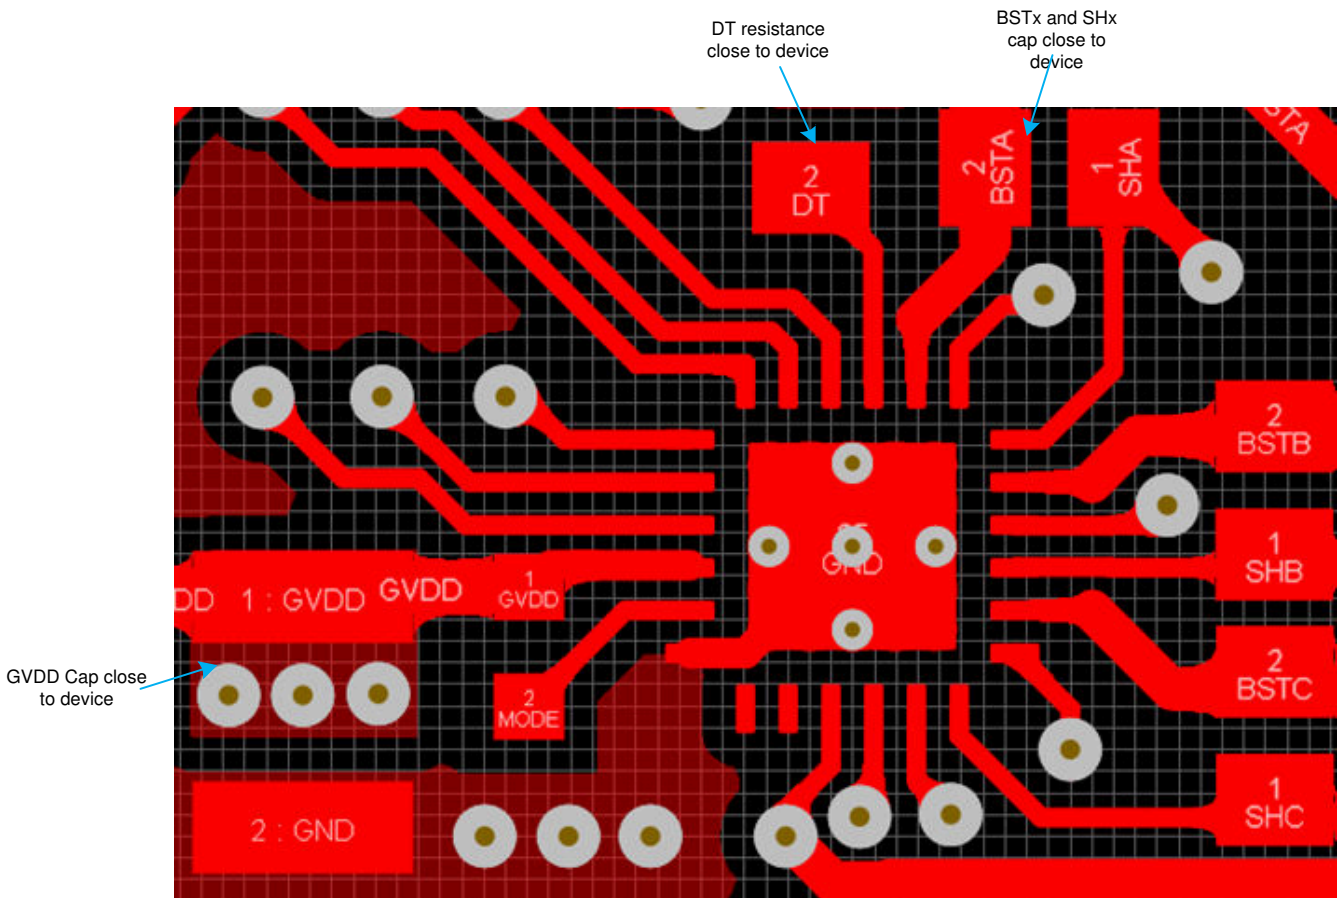 DT resistance
close to device
BSTx and SHx
cap close to
device
2
DT
2
BSTA
1
SHA
STA
2
BSTB
1
SHB
2
BSTC
1
SHC
GND
DD
1 : GVDD
GVDD
1
GVDD
GVDD Cap close
to device
2
MODE
2 : GND